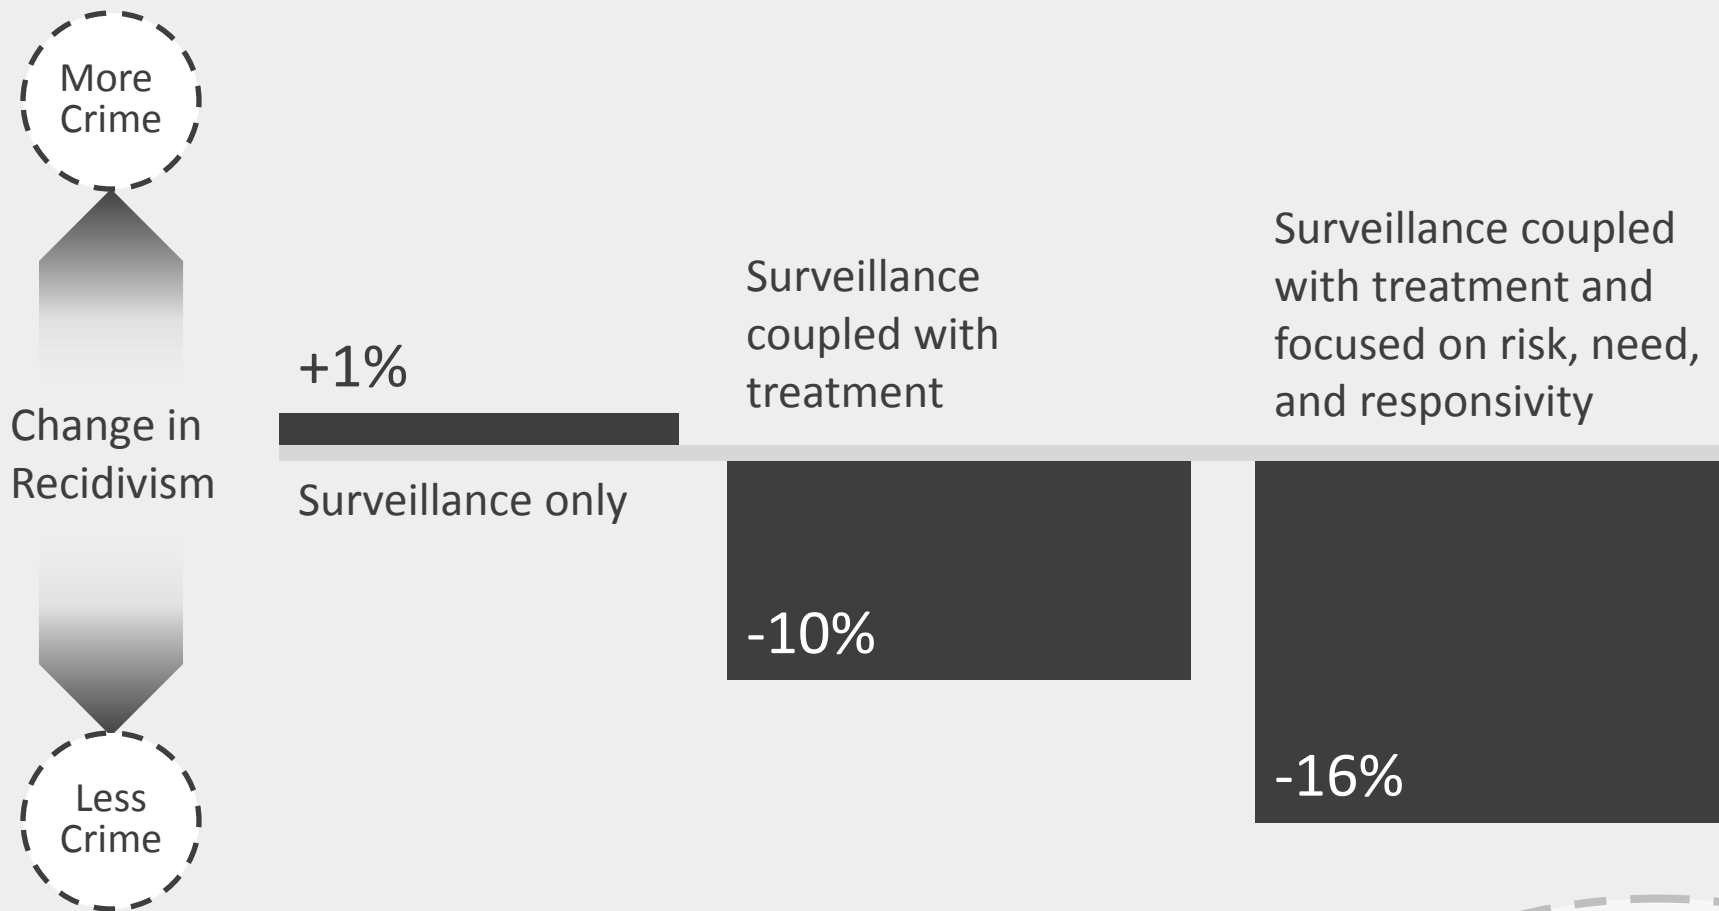 More
Crime
Change in
Recidivism
Less
Crime
+1%
Surveillance only
Surveillance
coupled with
treatment
-10%
Surveillance coupled
with treatment and
focused on risk, need,
and responsivity
-16%